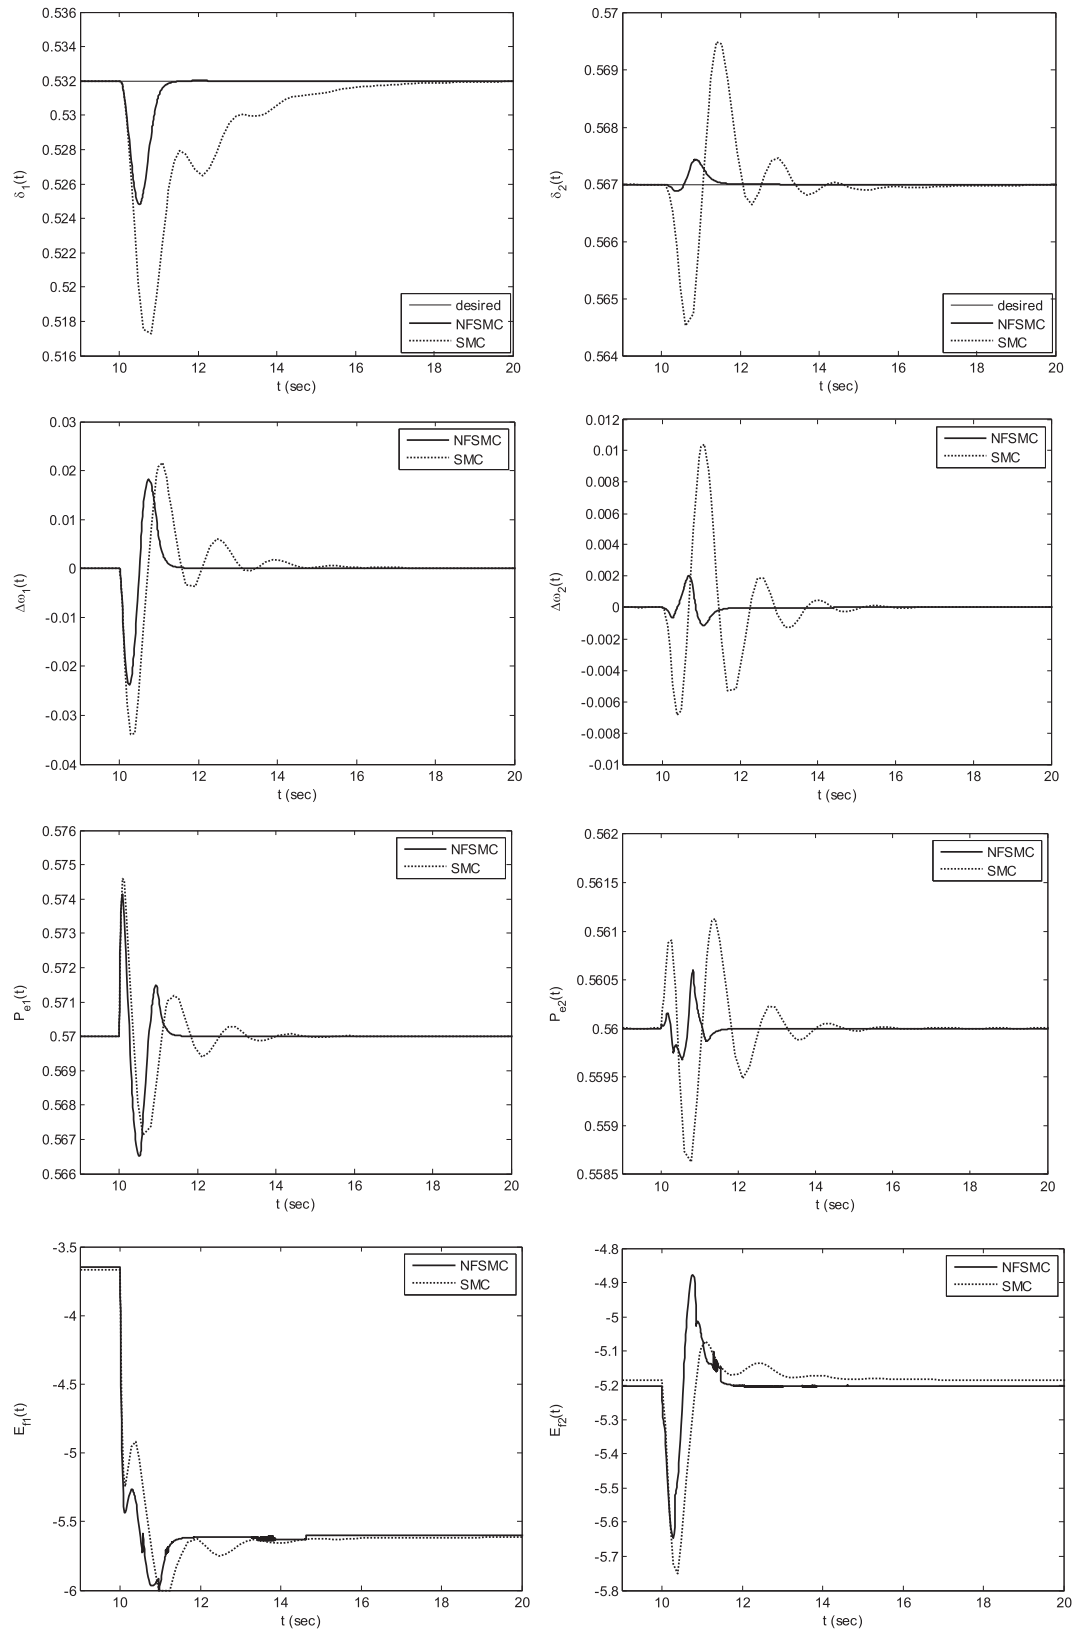 0.536
0.534
0.532
0.53
0.528
0.526
0.524
0.522
0.52
0.518
0.516
δ1(t)
desired
NFSMC
SMC
10 12 14 16 18 20
t (sec)
0.57
0.569
0.568
0.567
0.566
0.565
0.564
δ2(t)
desired
NFSMC
SMC
10 12 14 16 18 20
t (sec)
0.03
0.02
0.01
0
-0.01
-0.02
-0.03
-0.04
Δω1(t)
NFSMC
SMC
10 12 14 16 18 20
t (sec)
0.012
0.01
0.008
0.006
0.004
0.002
0
-0.002
-0.004
-0.006
-0.008
-0.01
Δω2(t)
NFSMC
SMC
10 12 14 16 18 20
t (sec)
0.576
0.575
0.574
0.573
0.572
0.571
0.57
0.569
0.568
0.567
0.566
Pe1(t)
NFSMC
SMC
10 12 14 16 18 20
t (sec)
0.562
0.5615
0.561
0.5605
0.56
0.5595
0.559
0.5585
Pe2(t)
NFSMC
SMC
10 12 14 16 18 20
t (sec)
-3.5
-4
-4.5
-5
-5.5
-6
Ef1(t)
NFSMC
SMC
10 12 14 16 18 20
t (sec)
-4.8
-4.9
-5
-5.1
-5.2
-5.3
-5.4
-5.5
-5.6
-5.7
-5.8
Ef2(t)
NFSMC
SMC
10 12 14 16 18 20
t (sec)